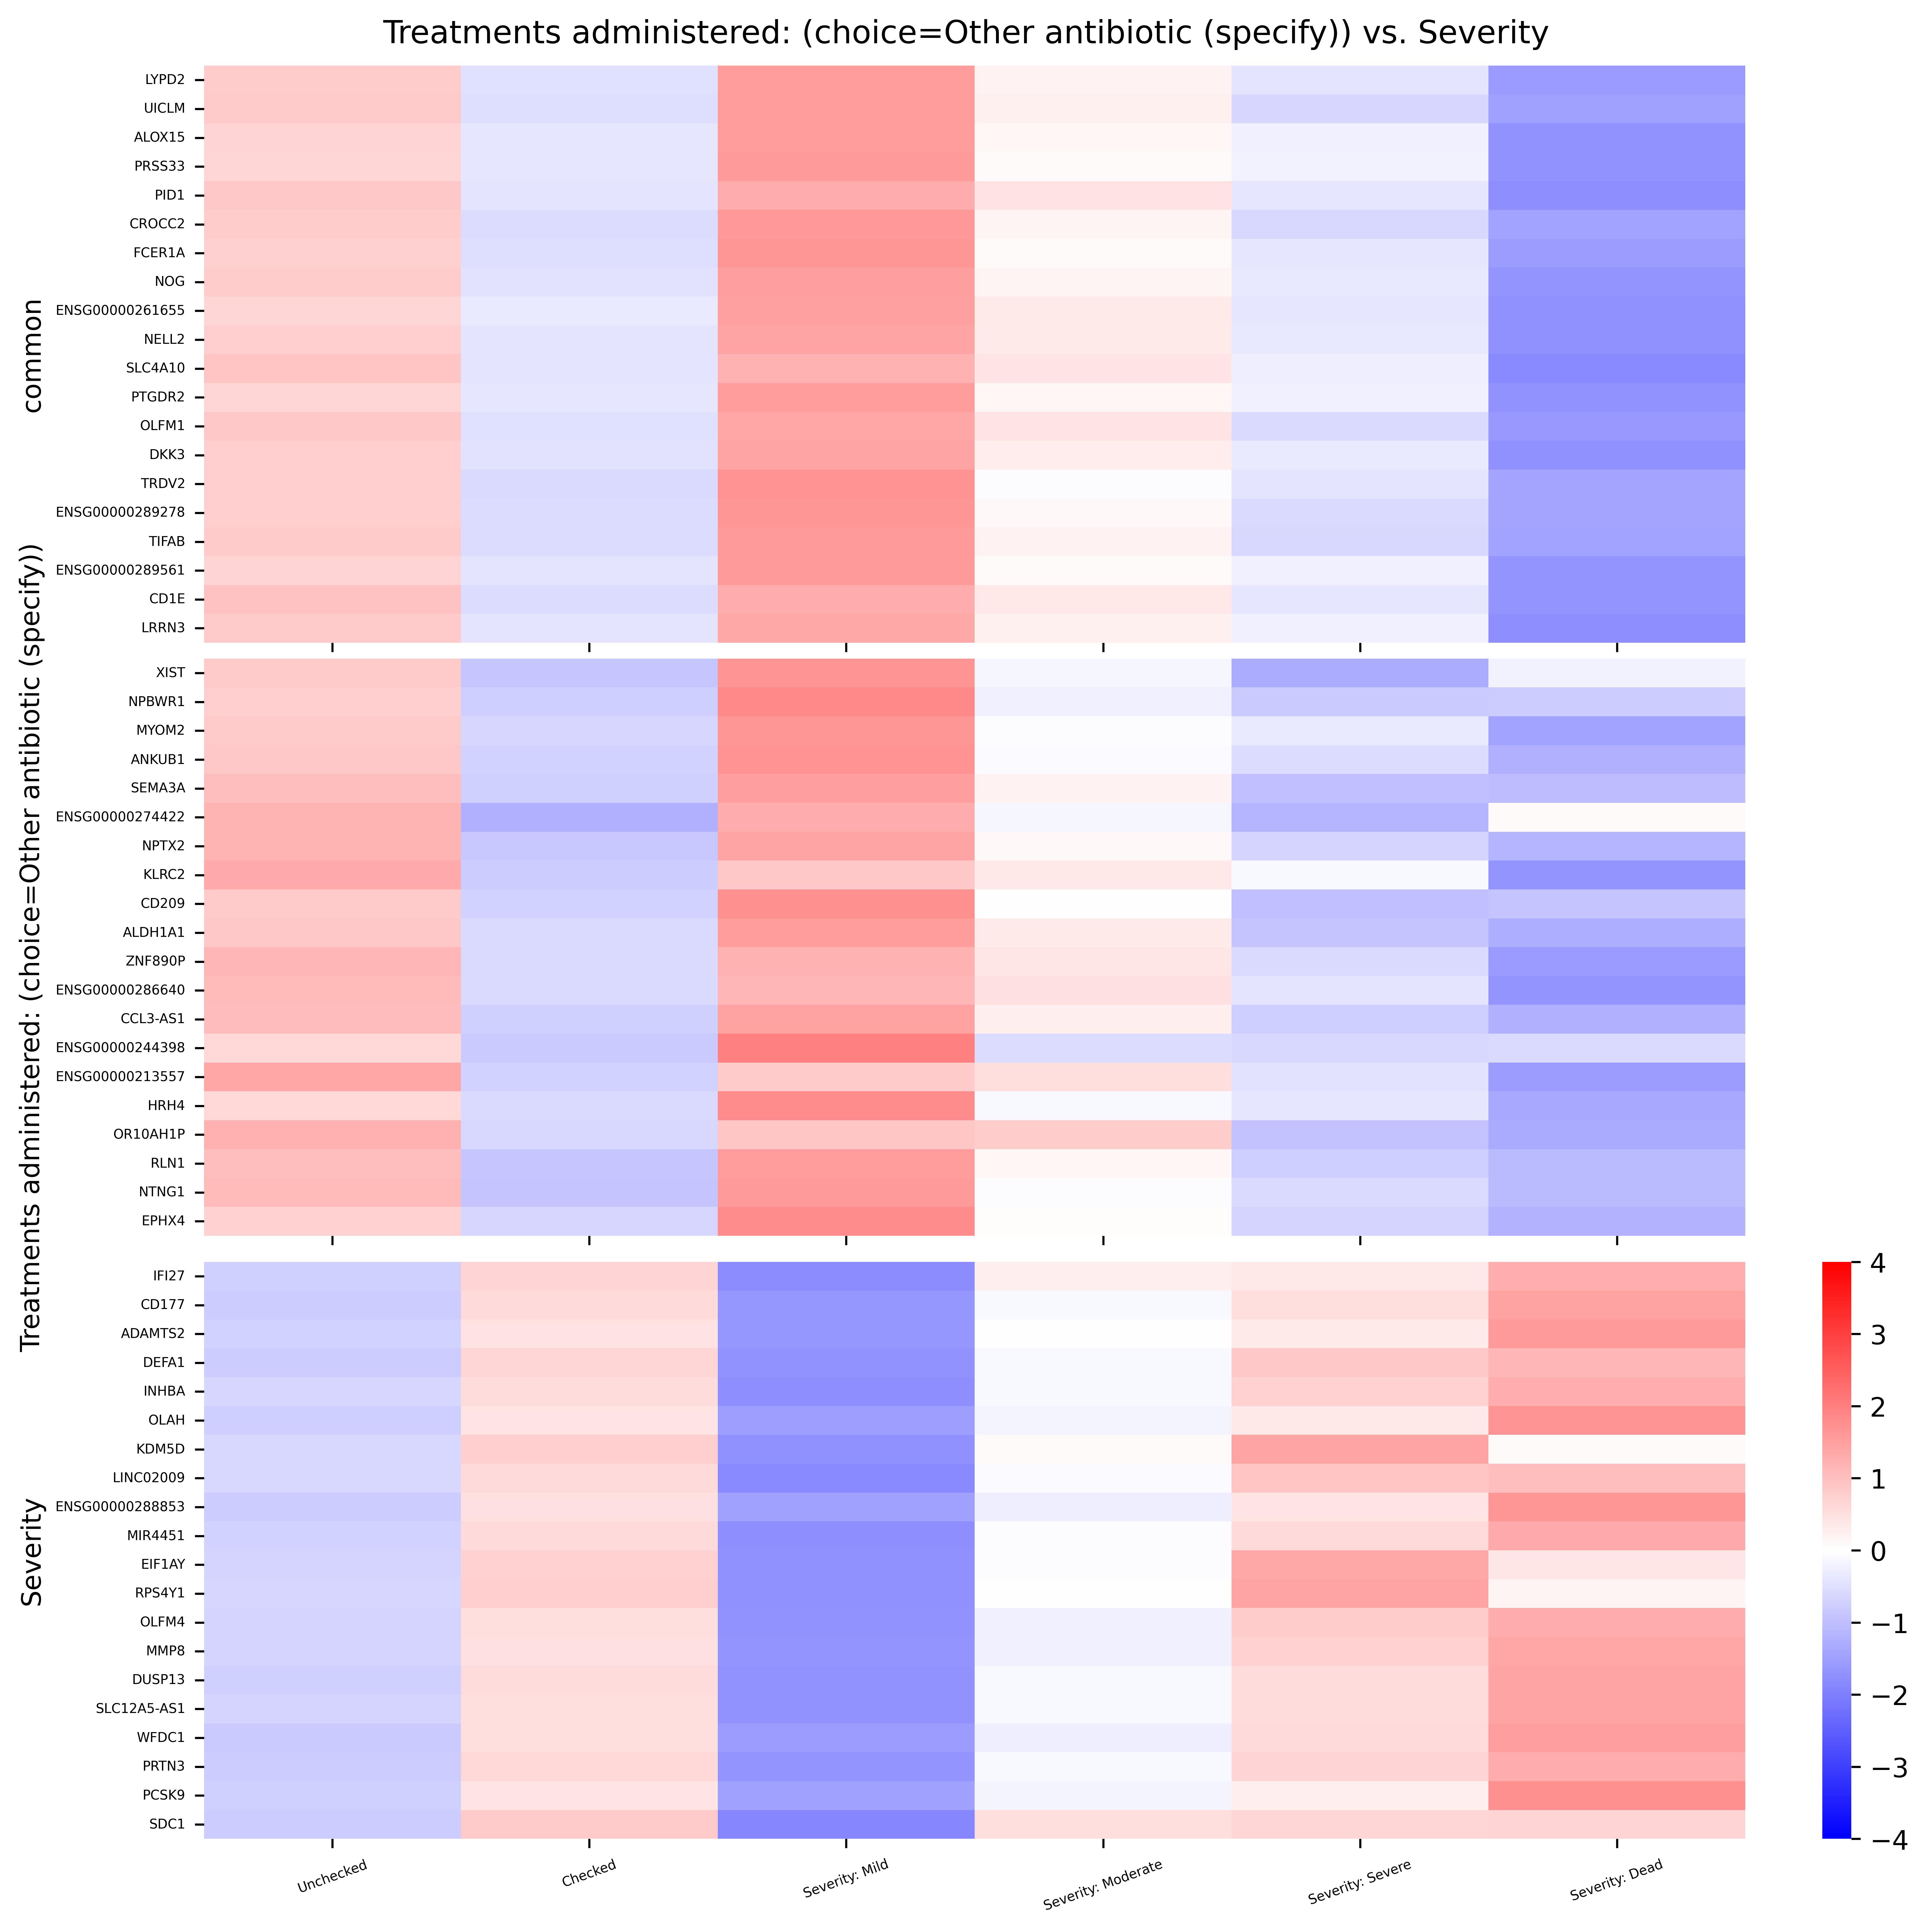 Treatments administered: (choice=Other antibiotic (specify)) vs. Severity
common
LYPD2
UICLM
ALOX15
PRSS33
PID1
CROCC2
FCER1A
NOG
ENSG00000261655
NELL2
SLC4A10
PTGDR2
OLFM1
DKK3
TRDV2
ENSG00000289278
TIFAB
ENSG00000289561
CD1E
LRRN3
Treatments administered: (choice=Other antibiotic (specify))
XIST
NPBWR1
MYOM2
ANKUB1
SEMA3A
ENSG00000274422
NPTX2
KLRC2
CD209
ALDH1A1
ZNF890P
ENSG00000286640
CCL3-AS1
ENSG00000244398
ENSG00000213557
HRH4
OR10AH1P
RLN1
NTNG1
EPHX4
Severity
IFI27
CD177
ADAMTS2
DEFA1
INHBA
OLAH
KDM5D
LINC02009
ENSG00000288853
MIR4451
EIF1AY
RPS4Y1
OLFM4
MMP8
DUSP13
SLC12A5-AS1
WFDC1
PRTN3
PCSK9
SDC1
Unchecked
Checked
Severity: Mild
Severity: Moderate
Severity: Severe
Severity: Dead
4
3
2
1
0
−1
−2
−3
−4